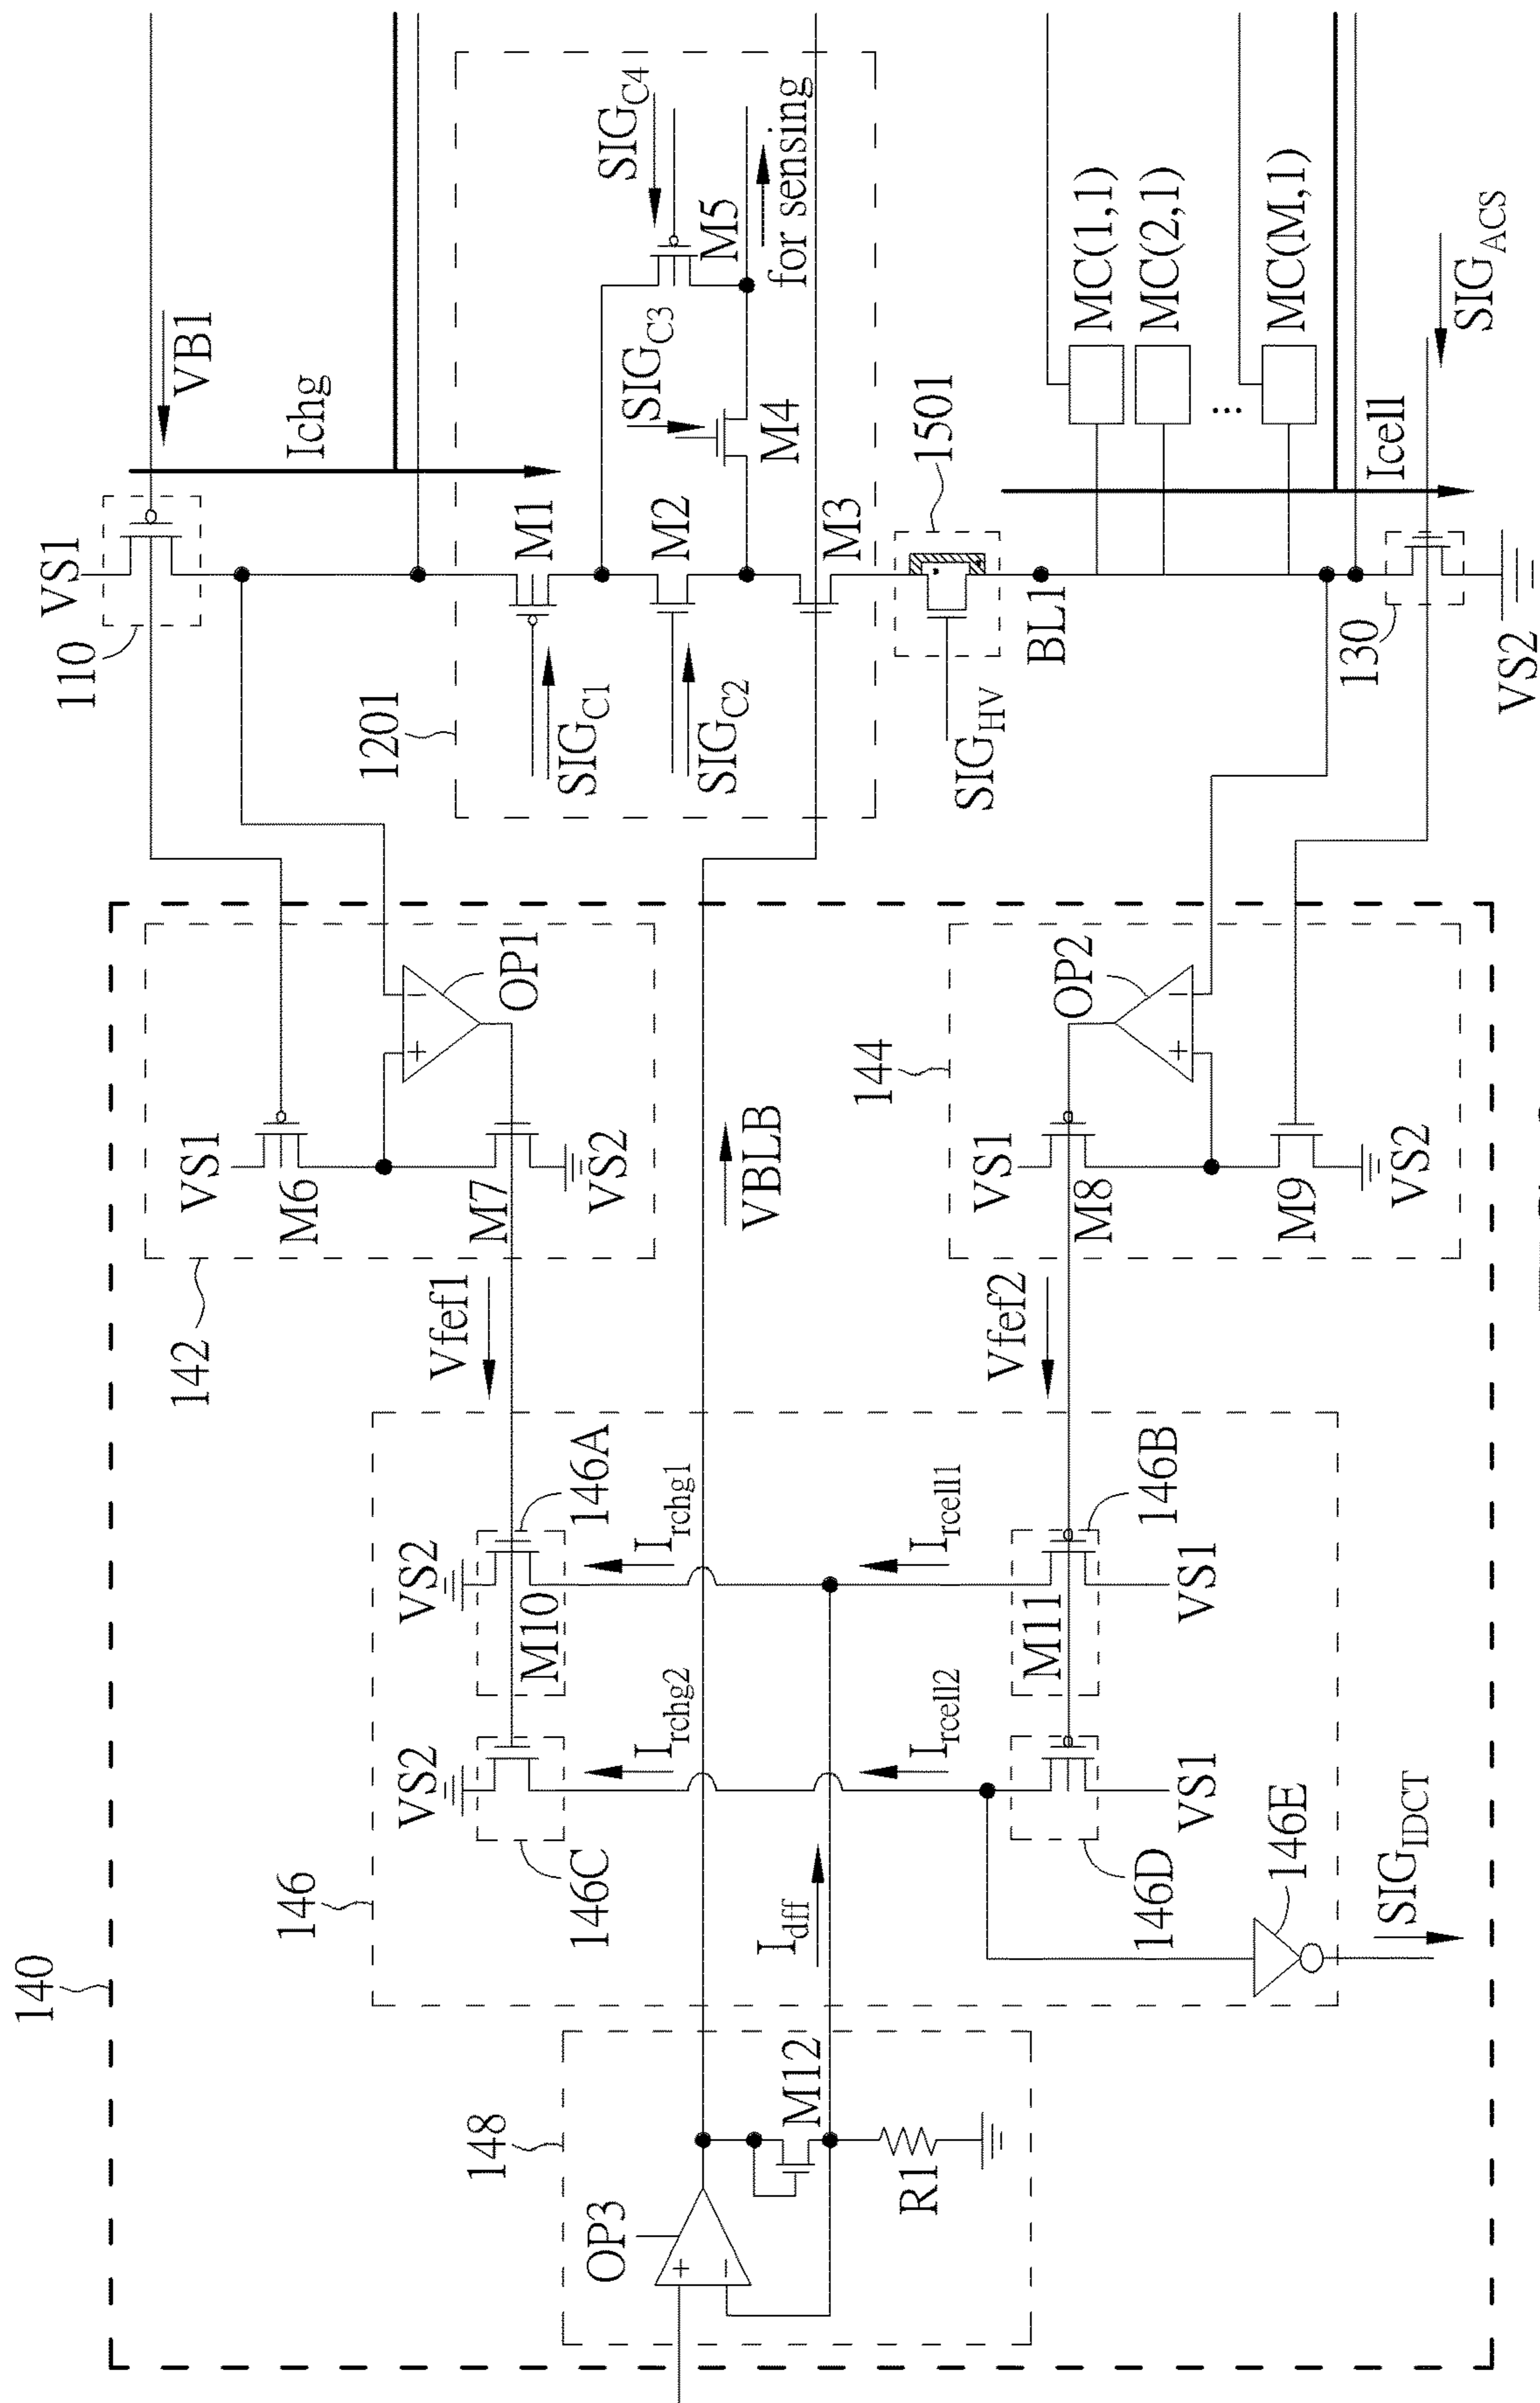 140
142
VS1
M6
OP1
+
−
M7
VS2
Vfef1
VS1
110
VB1
Ichg
1201
SIGC1
M1
SIGC2
M2
SIGC3
M4
SIGC4
M5
for sensing
M3
VBLB
1501
SIGHV
BL1
MC(1,1)
MC(2,1)
⋮
MC(M,1)
Icell
130
SIGACS
VS2
144
VS1
M8
OP2
+
−
M9
VS2
Vfef2
146
VS2
146A
M10
Irchg1
Ircell1
146B
M11
VS1
VS2
146C
Irchg2
Ircell2
146D
VS1
146E
SIGIDCT
Idff
148
OP3
+
−
M12
R1